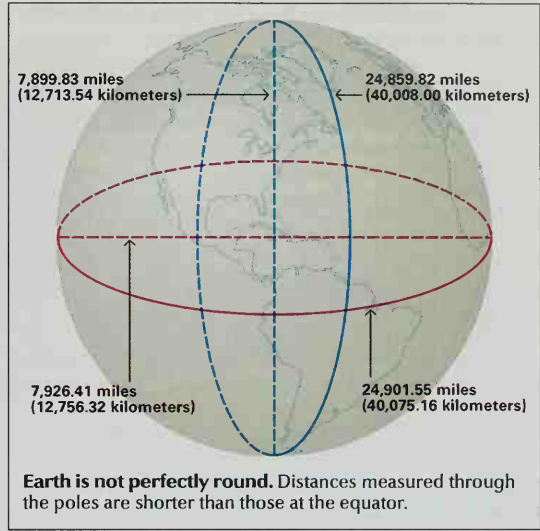 7,899.83 miles
(12,713.54 kilometers)
24,859.82 miles
(40,008.00 kilometers)
7,926.41 miles
(12,756.32 kilometers)
24,901.55 miles
(40,075.16 kilometers)
Earth is not perfectly round. Distances measured through
the poles are shorter than those at the equator.